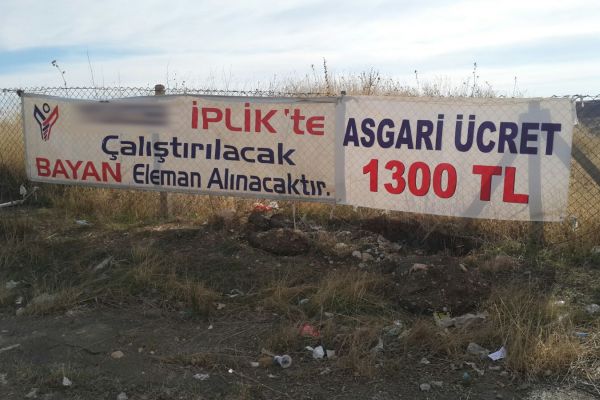 İPLİK'te
Çalıştırılacak
BAYAN Eleman Alınacaktır.
ASGARİ ÜCRET
1300 TL